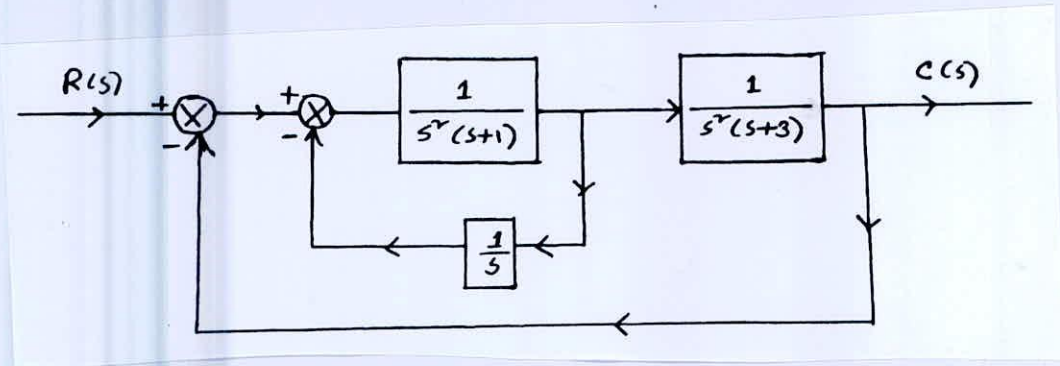 R(s)
+
-
+
-
1
s²(s+1)
1
s²(s+3)
C(s)
1
s